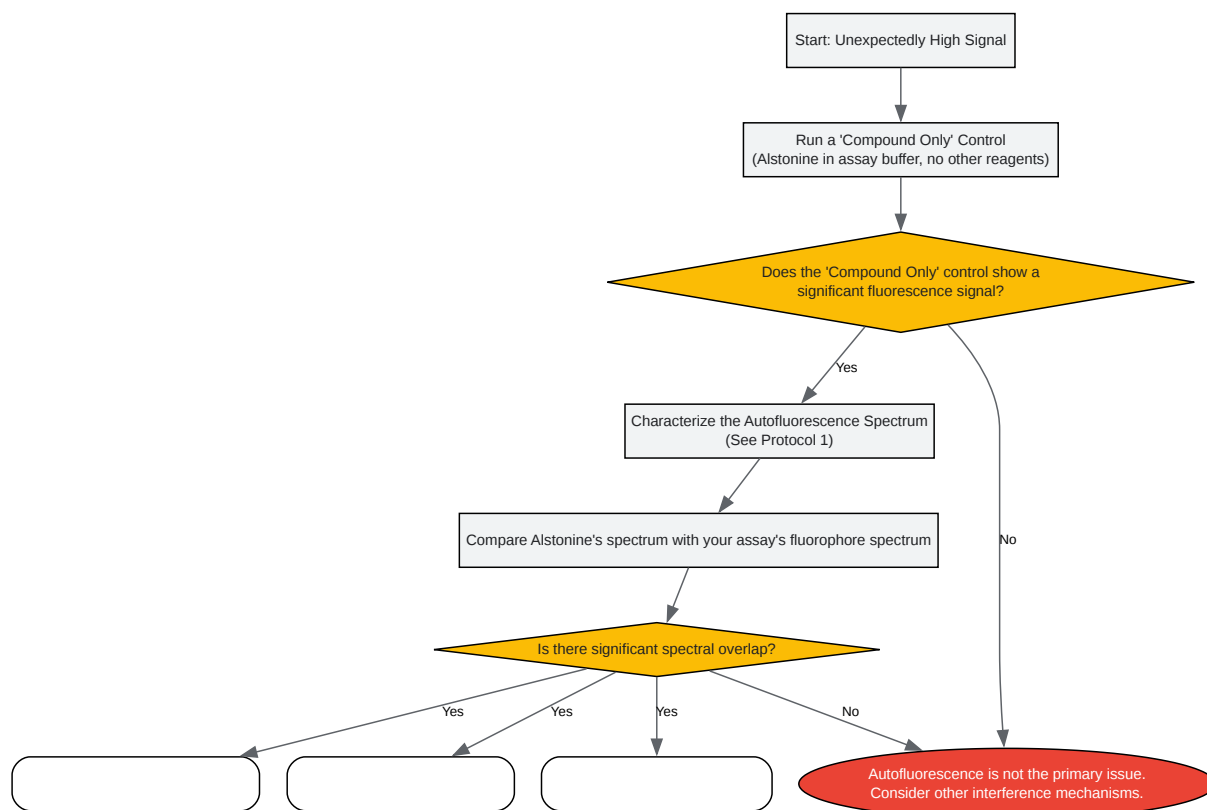 Start: Unexpectedly High Signal
Run a 'Compound Only' Control
(Alstonine in assay buffer, no other reagents)
Does the 'Compound Only' control show a
significant fluorescence signal?
Yes
Characterize the Autofluorescence Spectrum
(See Protocol 1)
Compare Alstonine's spectrum with your assay's fluorophore spectrum
No
Is there significant spectral overlap?
Yes
Yes
Yes
No
Autofluorescence is not the primary issue.
Consider other interference mechanisms.